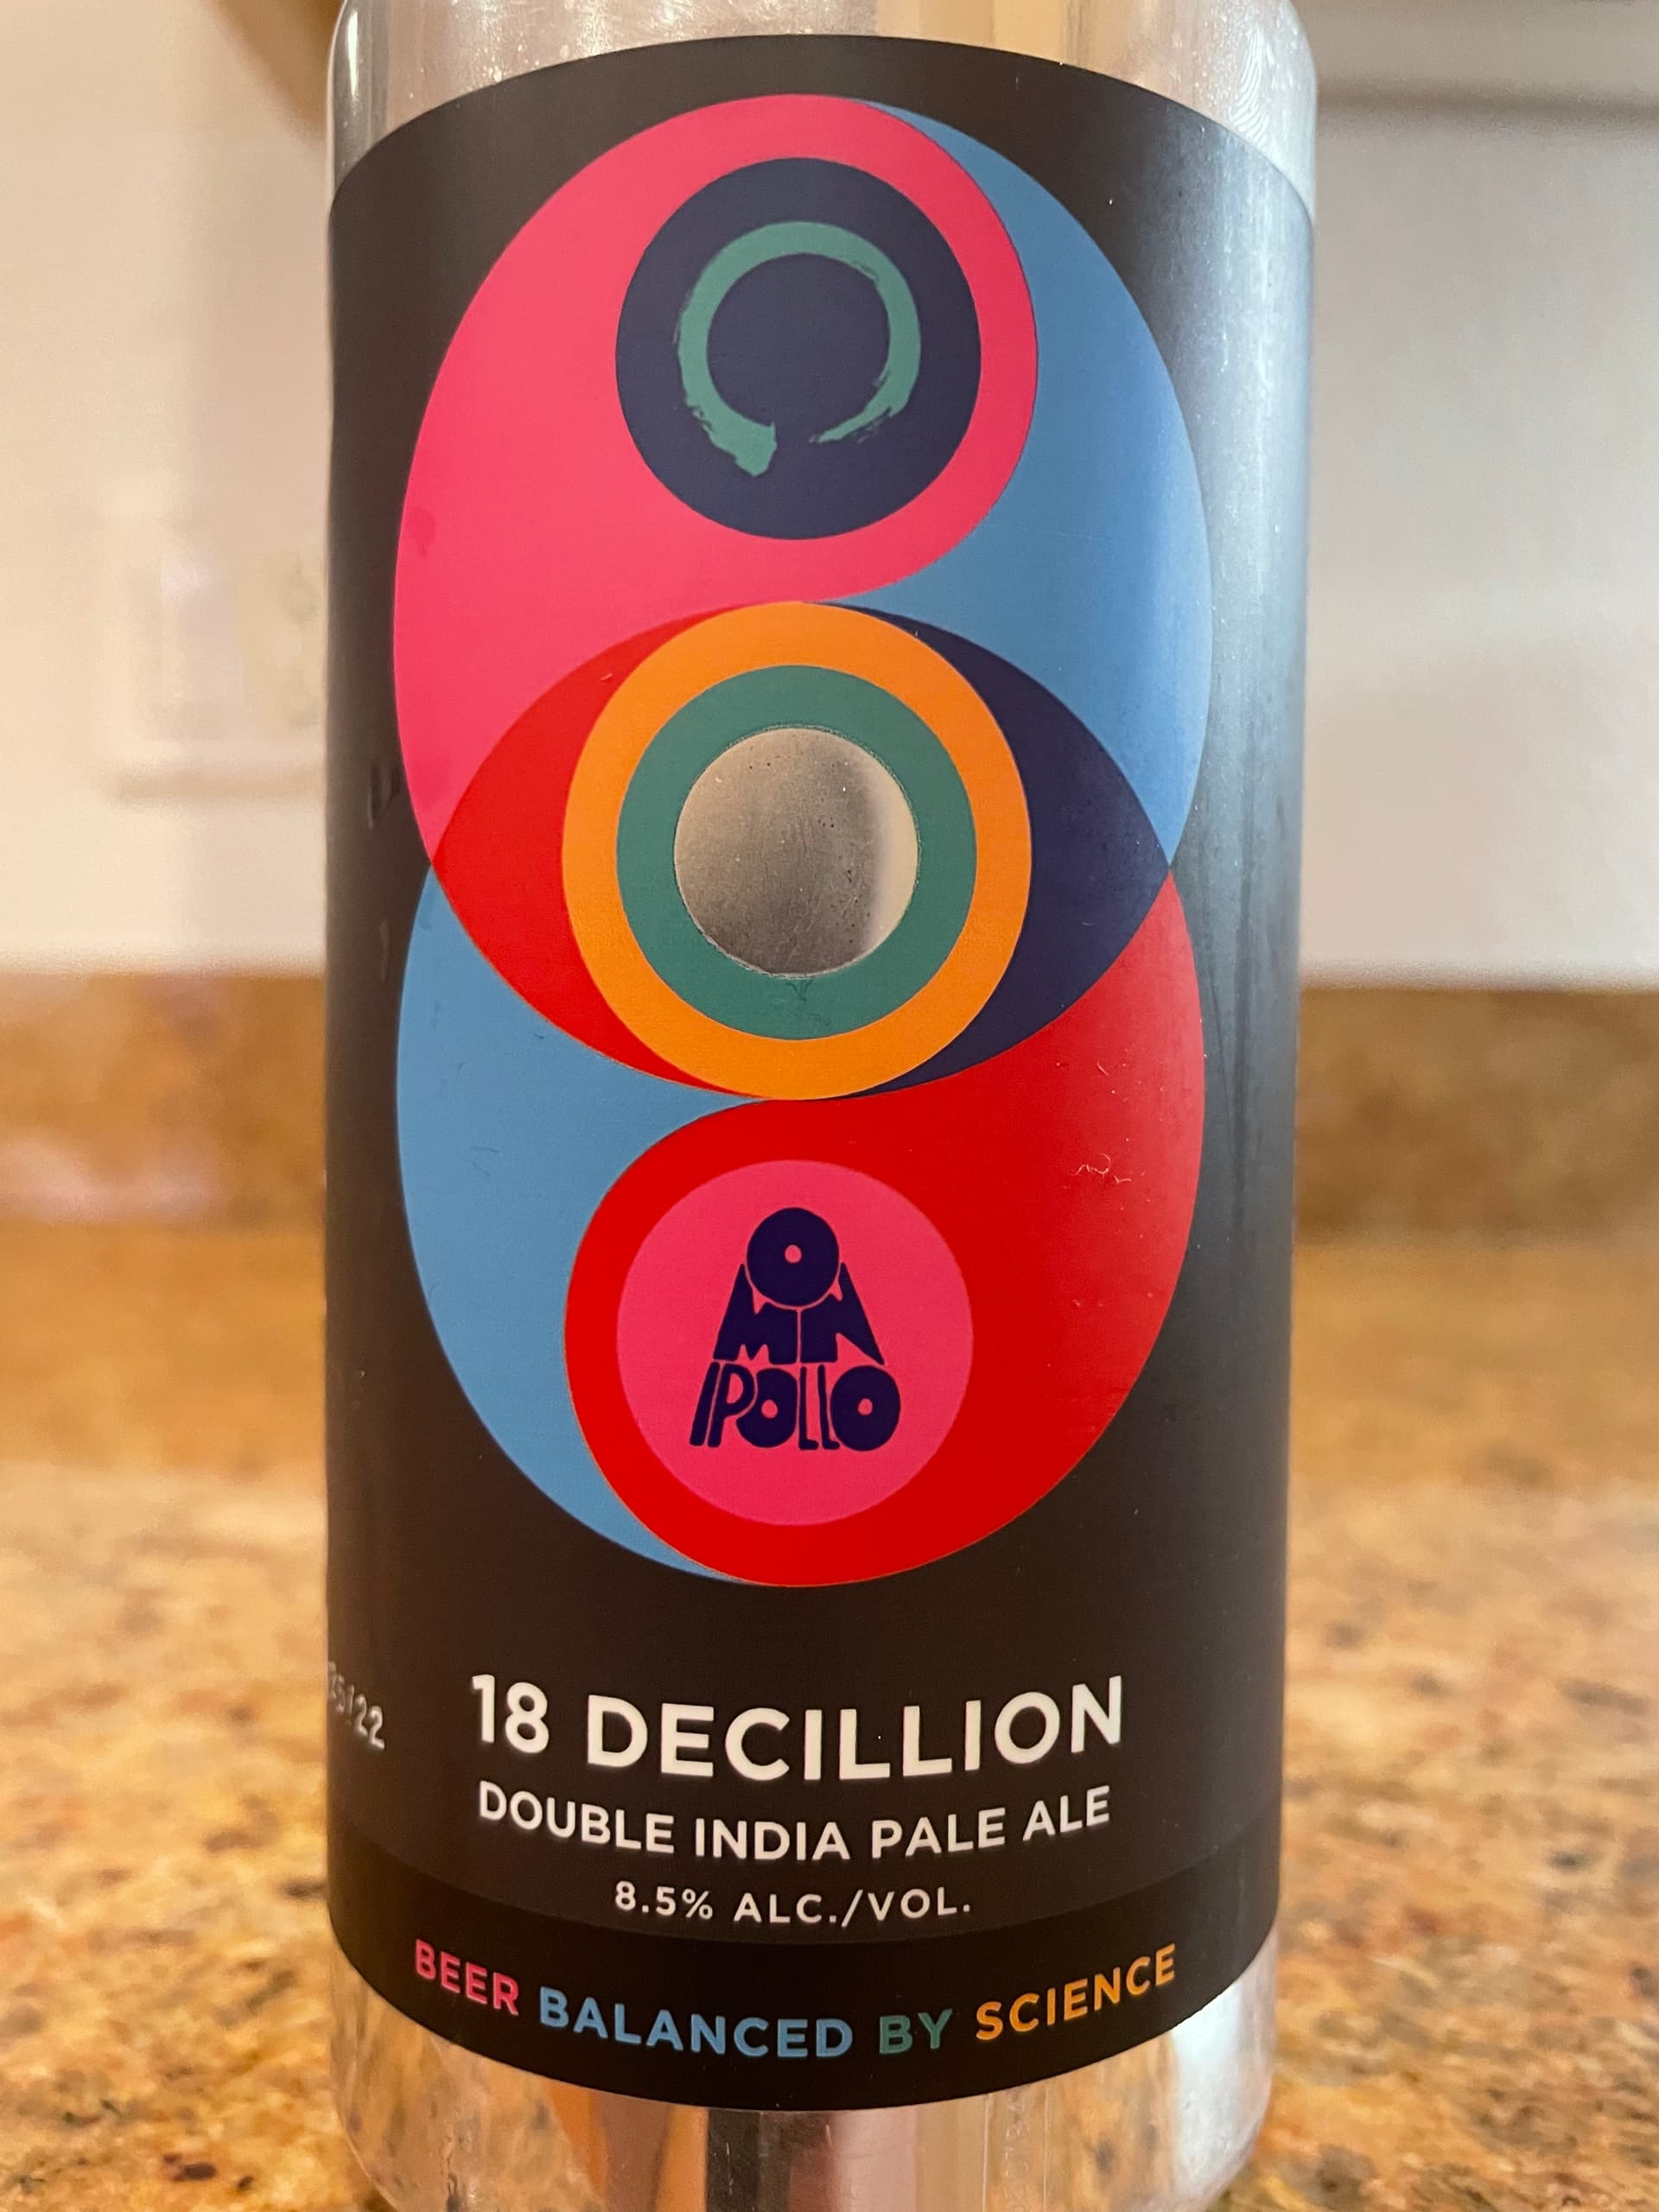 OMN
IPOLLO
18 DECILLION
DOUBLE INDIA PALE ALE
8.5% ALC./VOL.
BEER BALANCED BY SCIENCE